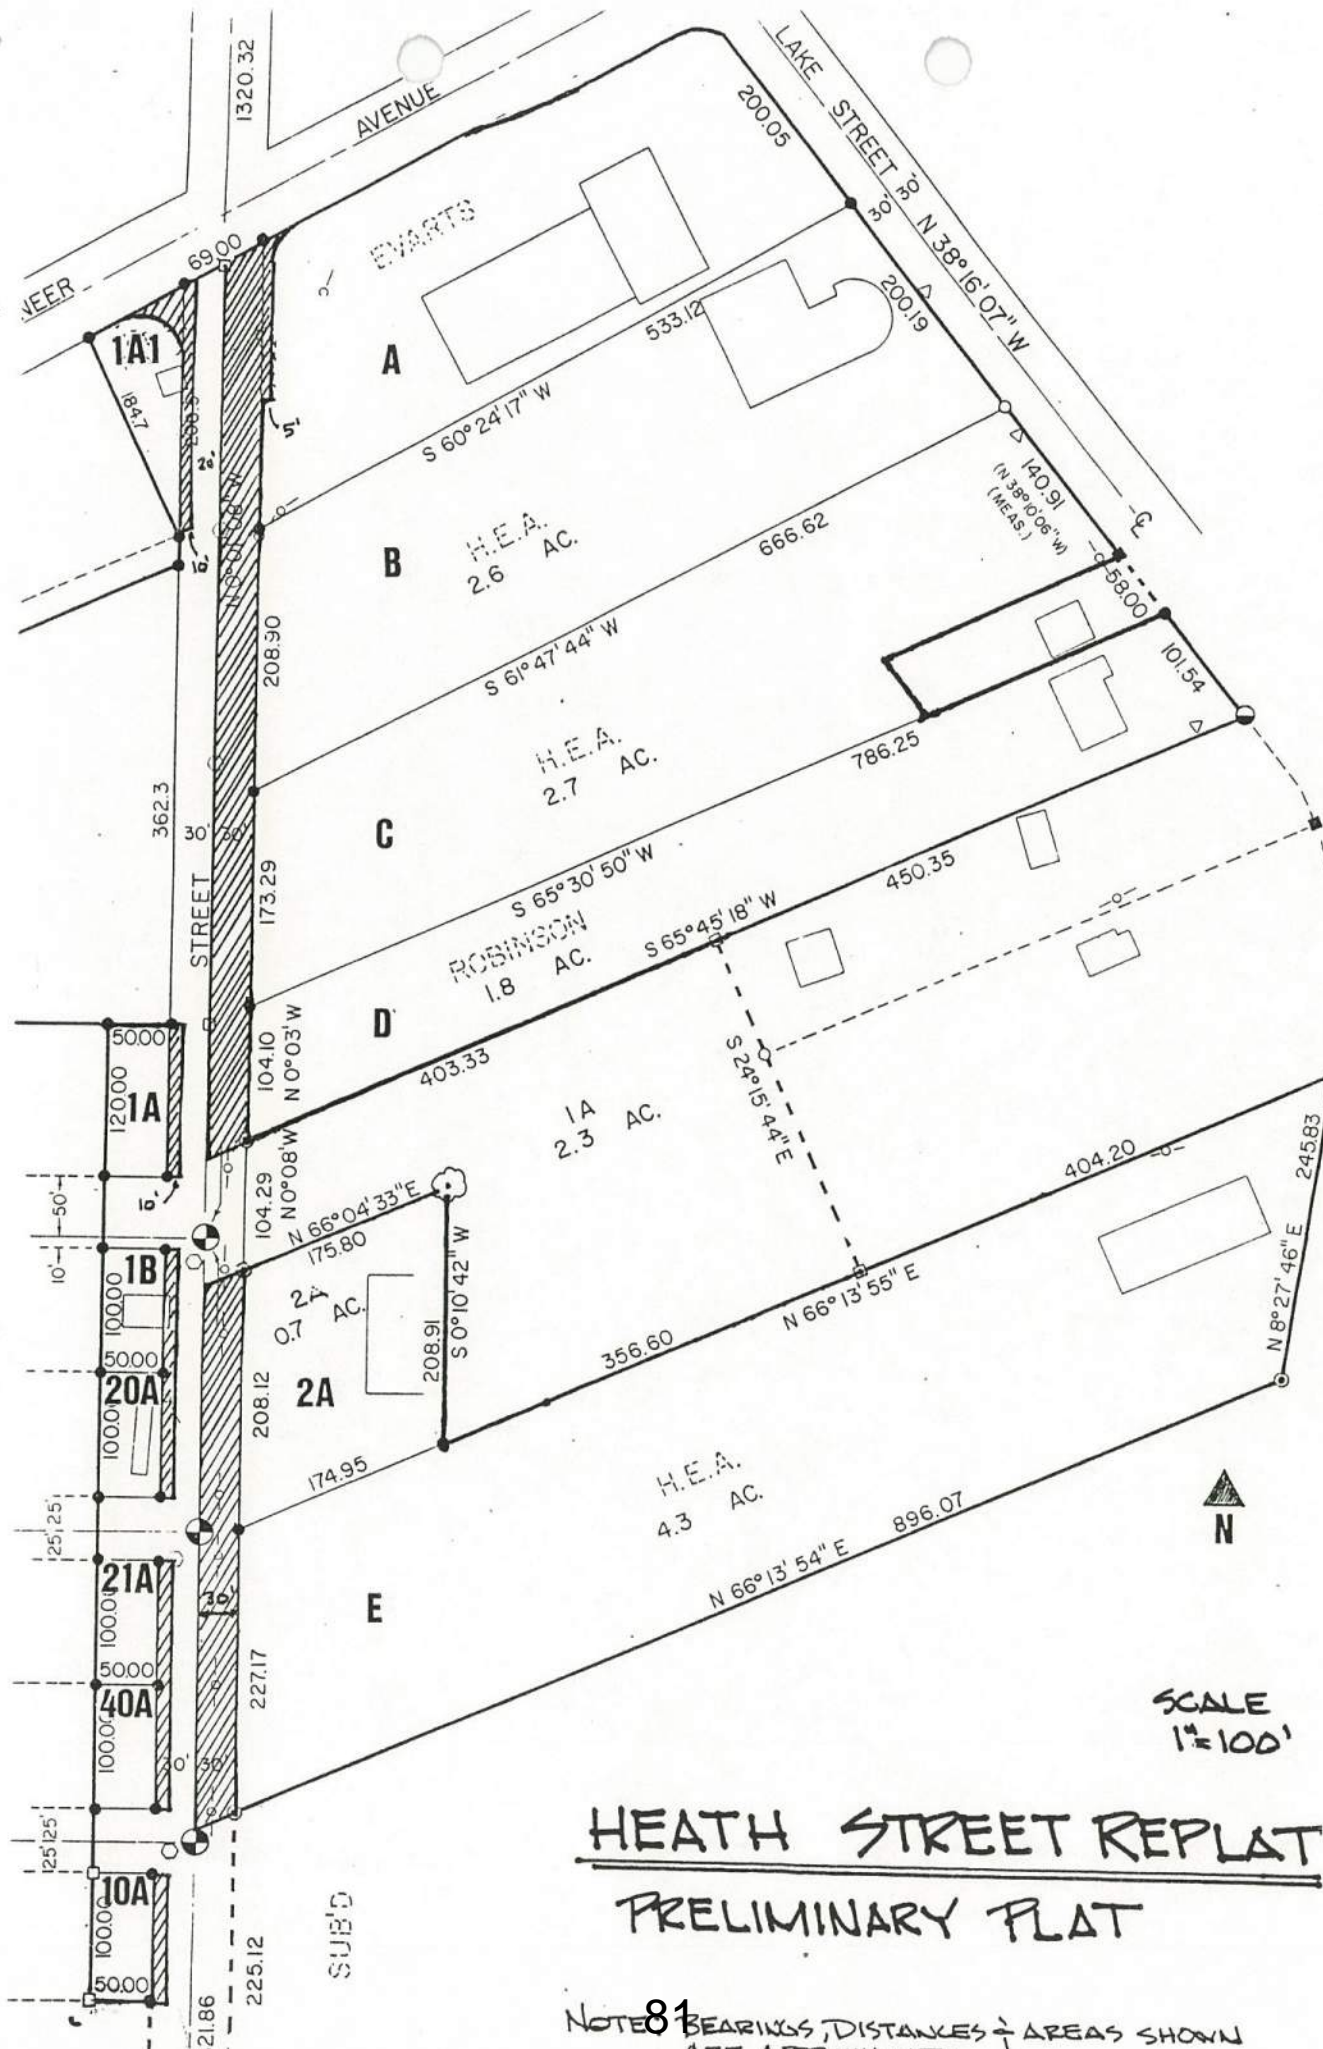 1320.32
AVENUE
LAKE STREET
200.05
30' 30'
N 38° 16' 07" W
69.00
EVARTS
1A1
184.7
20'
5'
10'
A
533.12
S 60° 24' 17" W
200.19
140.91
(N 38°10'06" W)
(MEAS.)
H.E.A.
2.6 AC.
B
666.62
58.00
208.90
S 61° 47' 44" W
101.54
H.E.A.
2.7 AC.
786.25
362.3
30' 30'
C
STREET
173.29
S 65° 30' 50" W
450.35
ROBINSON
1.8 AC.
S 65° 45' 18" W
D
50.00
104.10
N 0° 03' W
403.33
120.00
1A
S 24° 15' 44" E
1A
2.3 AC.
404.20
245.83
50'
10'
104.29
N 0° 08' W
N 66° 04' 33" E
175.80
10'
1B
100.00
2A
0.7 AC.
208.91
S 0° 10' 42" W
N 66° 13' 55" E
N 8° 27' 46" E
356.60
50.00
20A
208.12
2A
174.95
H.E.A.
4.3 AC.
896.07
N
25' 25'
21A
30'
E
N 66° 13' 54" E
50.00
227.17
40A
30'
SCALE
1"=100'
HEATH STREET REPLAT
PRELIMINARY PLAT
25' 25'
10A
100.00
50.00
SUB'D
225.12
21.86
81
BEARINGS, DISTANCES & AREAS SHOWN